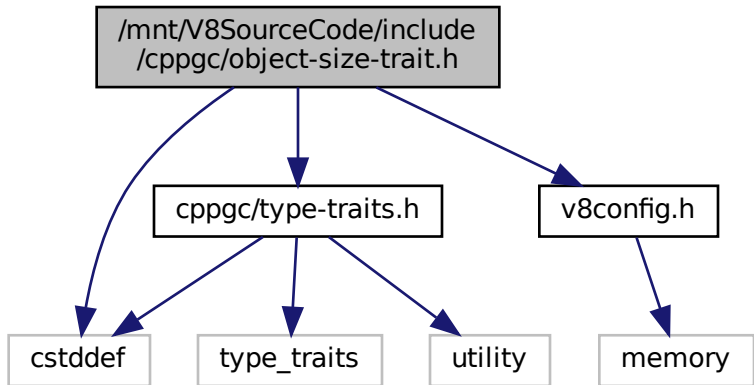 /mnt/V8SourceCode/include
/cppgc/object-size-trait.h
cppgc/type-traits.h
v8config.h
cstddef
type_traits
utility
memory